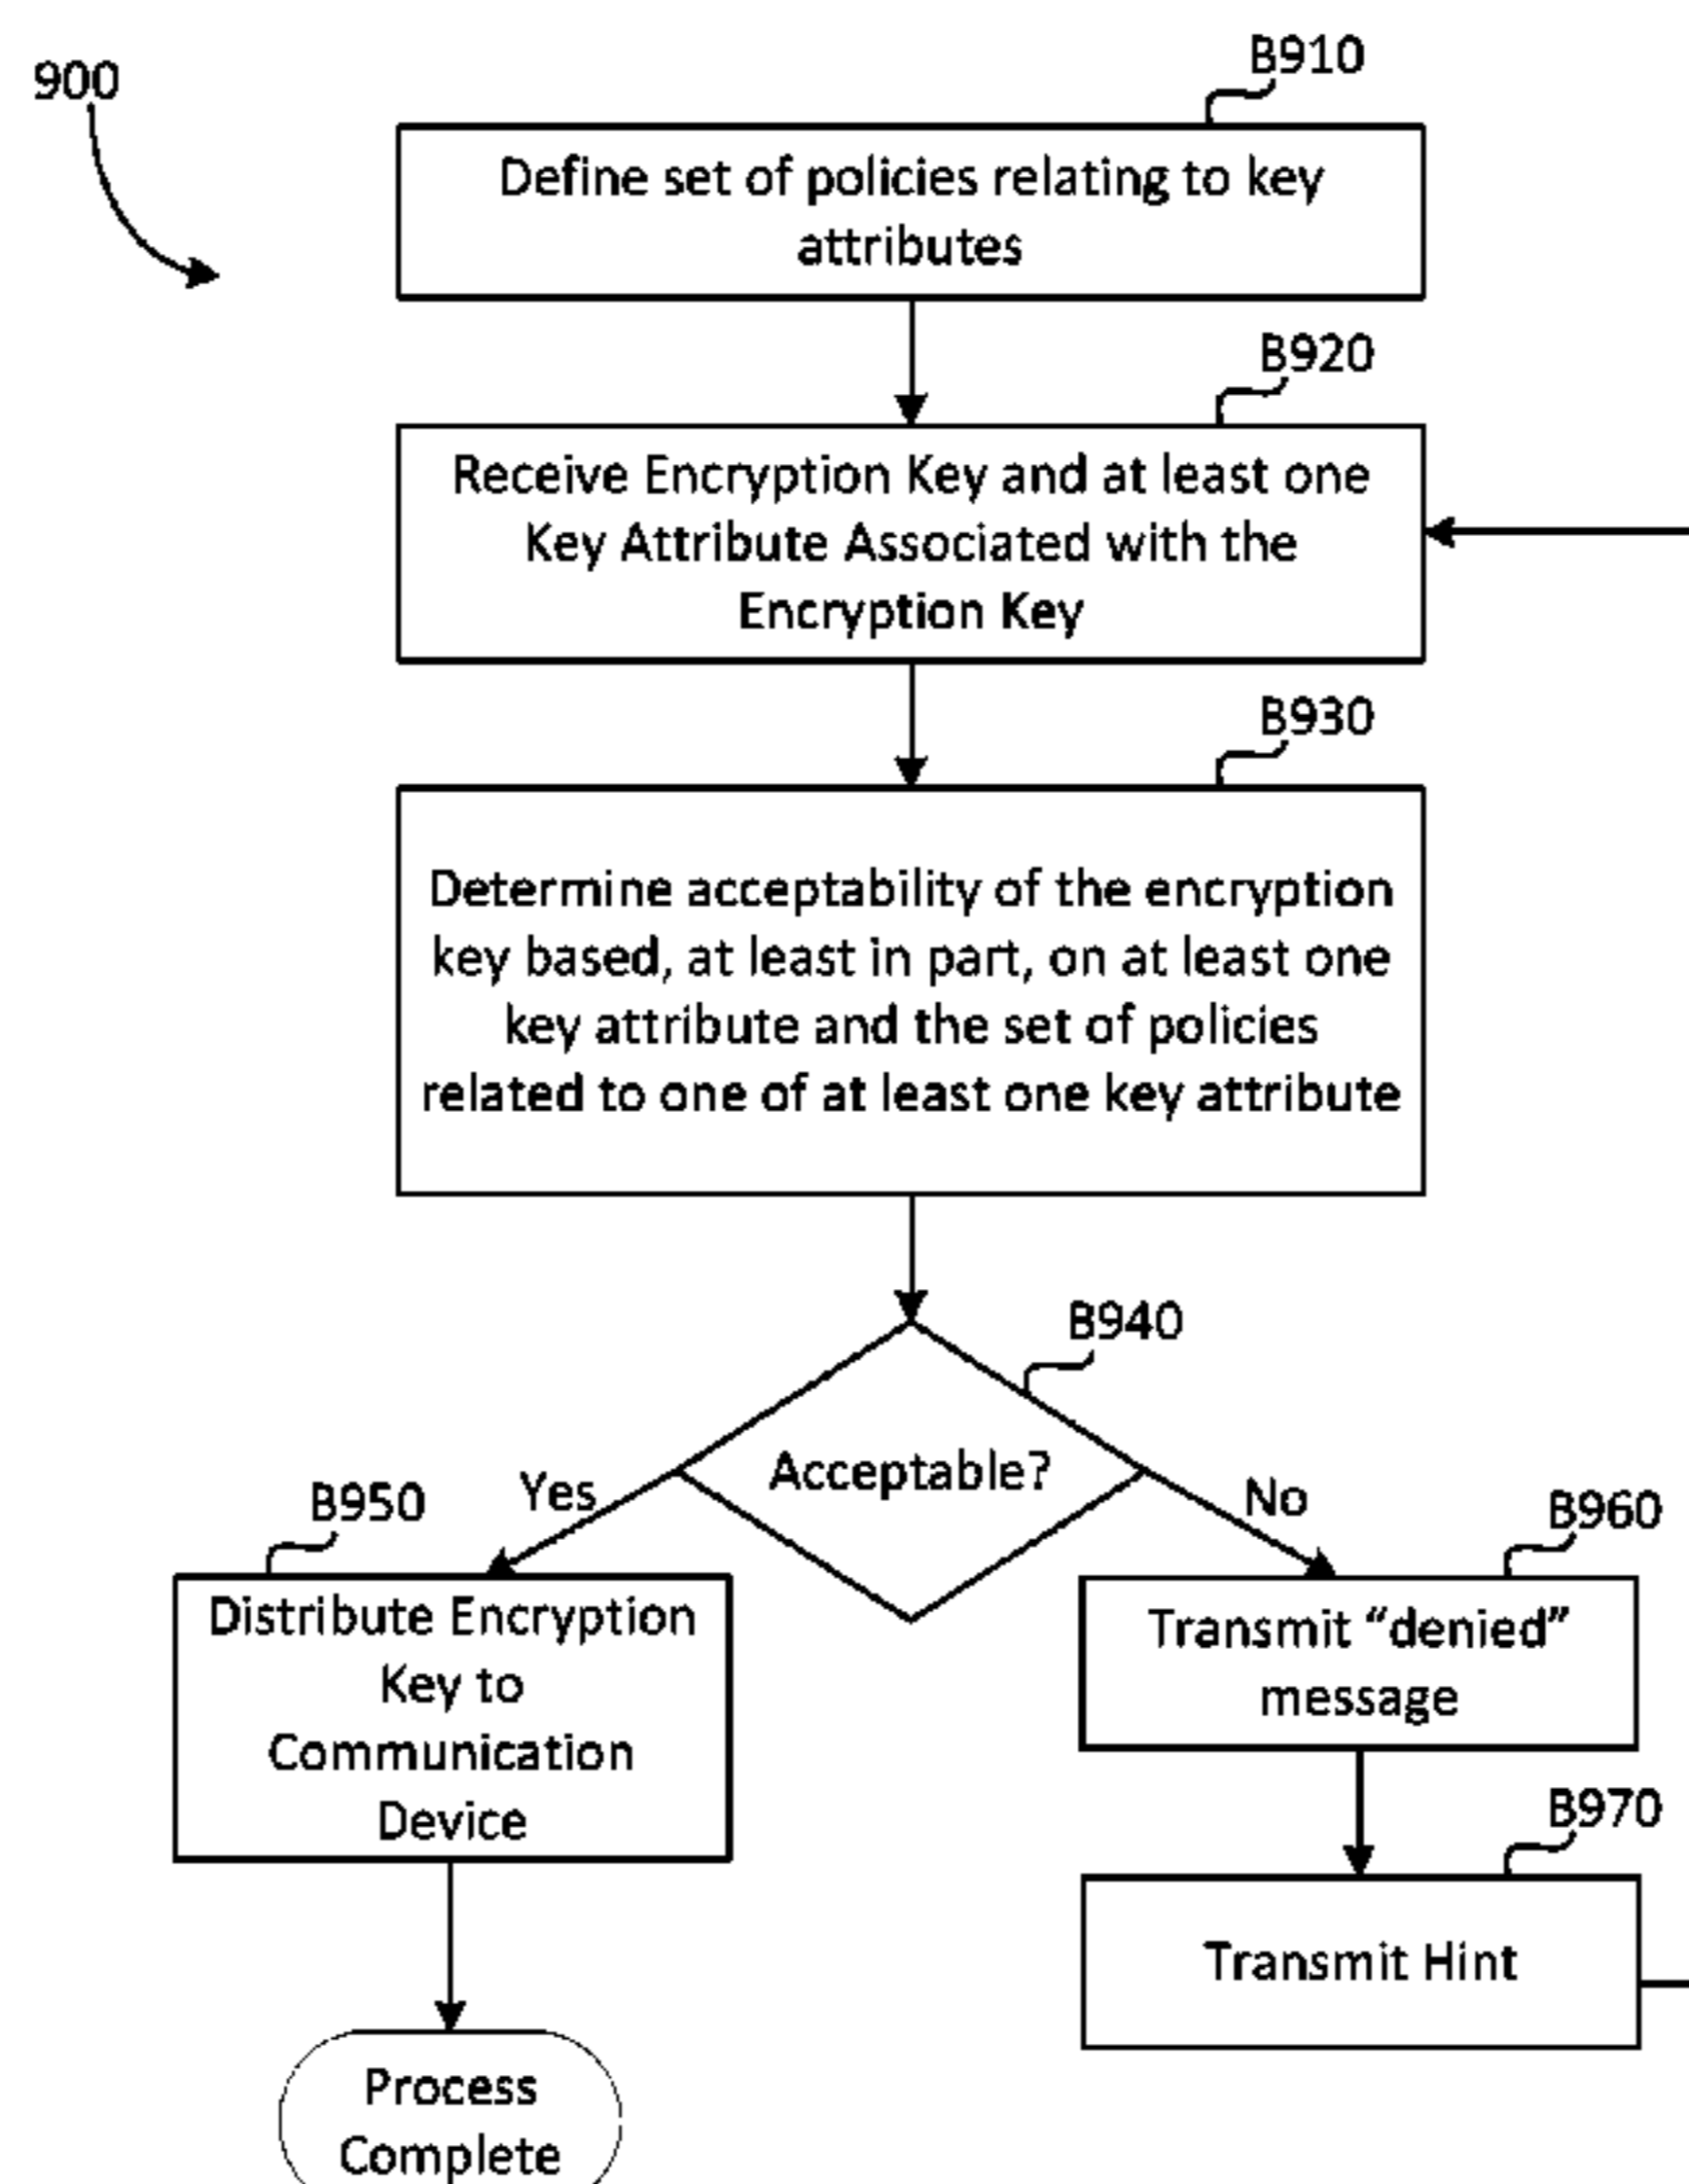 900
B910
Define set of policies relating to key
attributes
B920
Receive Encryption Key and at least one
Key Attribute Associated with the
Encryption Key
B930
Determine acceptability of the encryption
key based, at least in part, on at least one
key attribute and the set of policies
related to one of at least one key attribute
B940
Acceptable?
Yes
No
B950
Distribute Encryption
Key to
Communication
Device
B960
Transmit “denied”
message
B970
Transmit Hint
Process
Complete